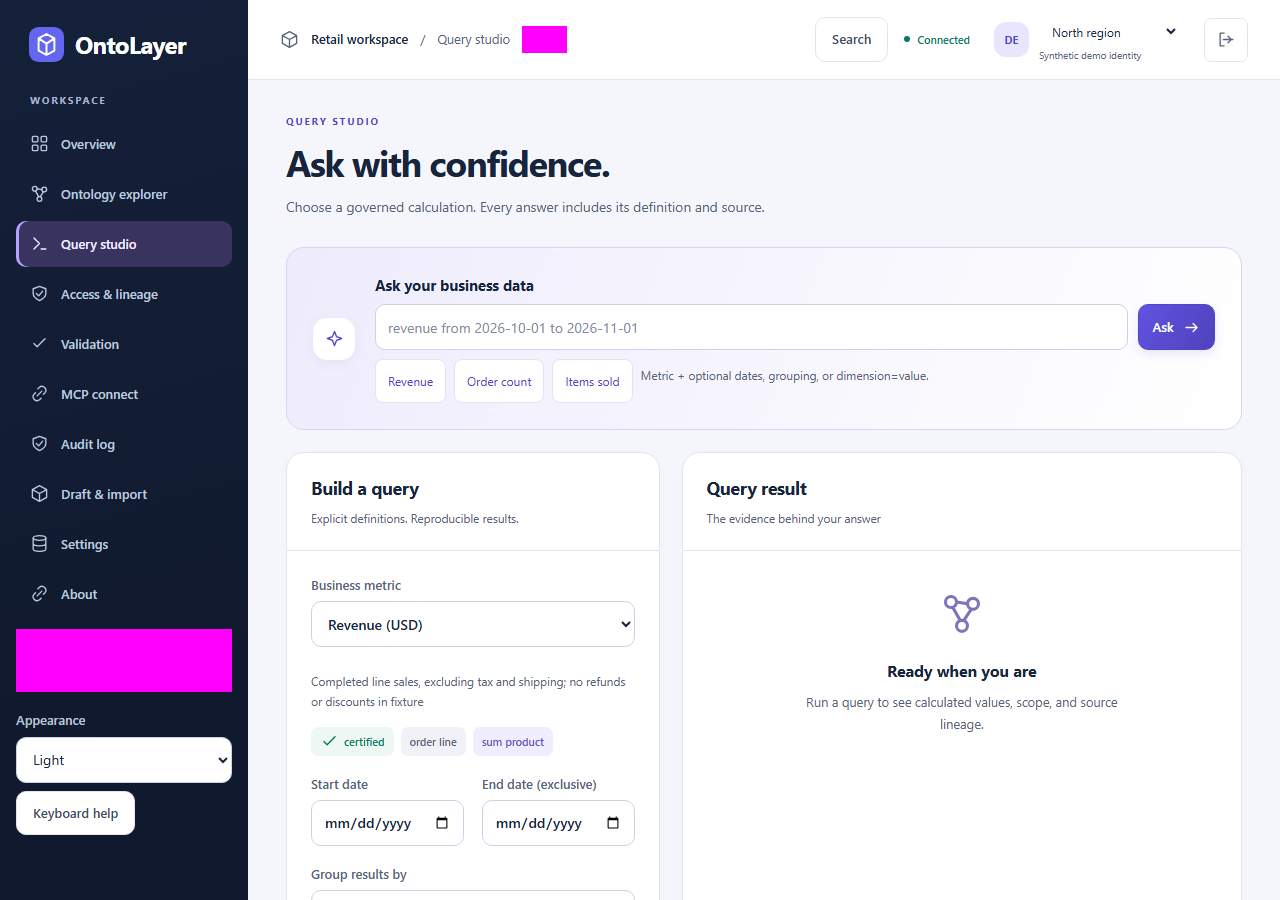 OntoLayer
WORKSPACE
Overview
Ontology explorer
Query studio
Access & lineage
Validation
MCP connect
Audit log
Draft & import
Settings
About
Appearance
Light
Keyboard help
Retail workspace / Query studio
Search
Connected
DE
North region
Synthetic demo identity
QUERY STUDIO
Ask with confidence.
Choose a governed calculation. Every answer includes its definition and source.
Ask your business data
revenue from 2026-10-01 to 2026-11-01
Ask
Revenue
Order count
Items sold
Metric + optional dates, grouping, or dimension=value.
Build a query
Explicit definitions. Reproducible results.
Business metric
Revenue (USD)
Completed line sales, excluding tax and shipping; no refunds
or discounts in fixture
certified
order line
sum product
Start date
End date (exclusive)
mm/dd/yyyy
mm/dd/yyyy
Group results by
Query result
The evidence behind your answer
Ready when you are
Run a query to see calculated values, scope, and source
lineage.